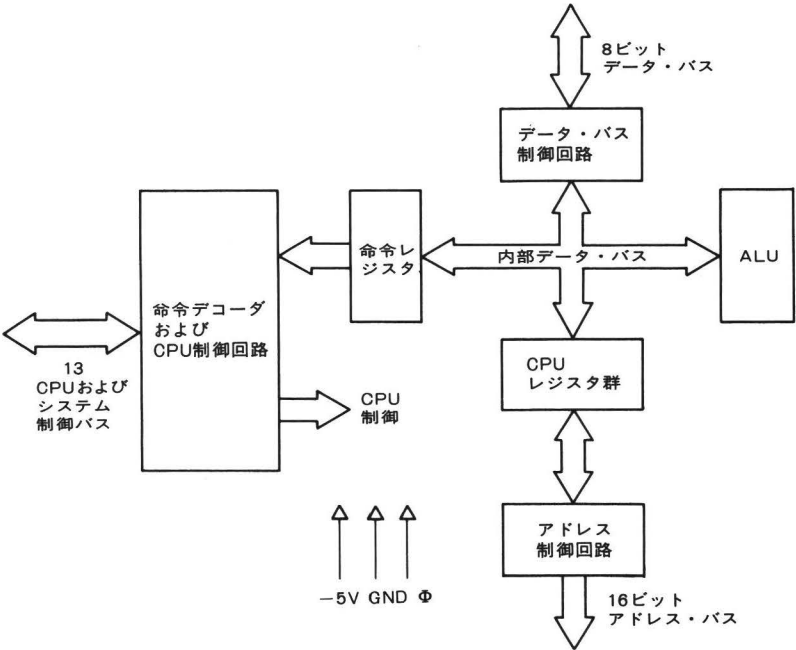 8ビット
データ・バス
データ・バス
制御回路
命令レ
ジスタ
内部データ・バス
ALU
命令デコーダ
および
CPU制御回路
13
CPUおよび
システム
制御バス
CPU
制御
CPU
レジスタ群
アドレス
制御回路
−5V GND Φ
16ビット
アドレス・バス